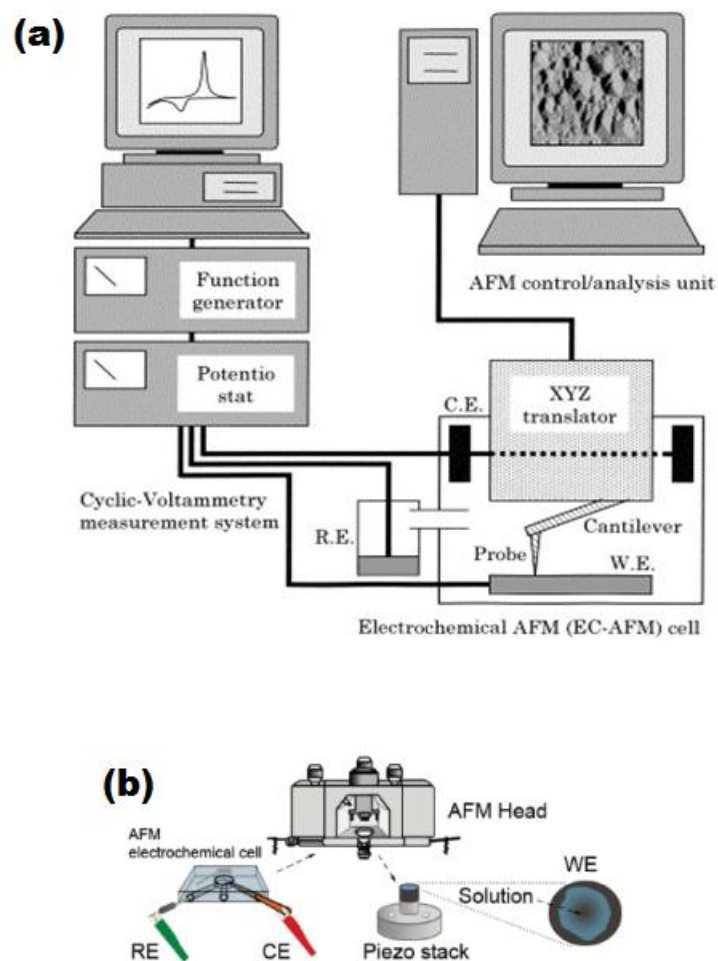 (a)
Function
generator
Potentio
stat
Cyclic-Voltammetry
measurement system
AFM control/analysis unit
XYZ
translator
C.E.
R.E.
Cantilever
Probe
W.E.
Electrochemical AFM (EC-AFM) cell
(b)
AFM
electrochemical cell
RE
CE
AFM Head
Piezo stack
Solution
WE